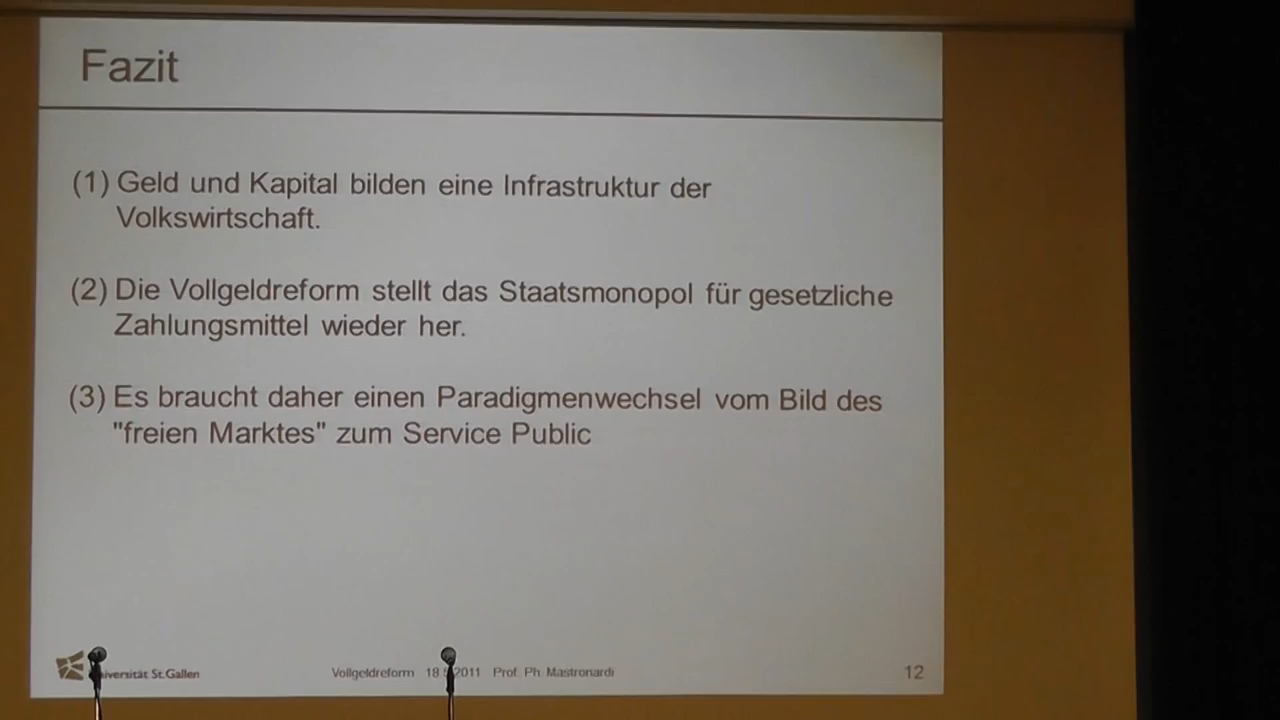 Fazit
(1) Geld und Kapital bilden eine Infrastruktur der
Volkswirtschaft.
(2) Die Vollgeldreform stellt das Staatsmonopol für gesetzliche
Zahlungsmittel wieder her.
(3) Es braucht daher einen Paradigmenwechsel vom Bild des
"freien Marktes" zum Service Public
St.Gallen
Vollgeldreform 18 2011 Prof. Ph. Mastronardi
12